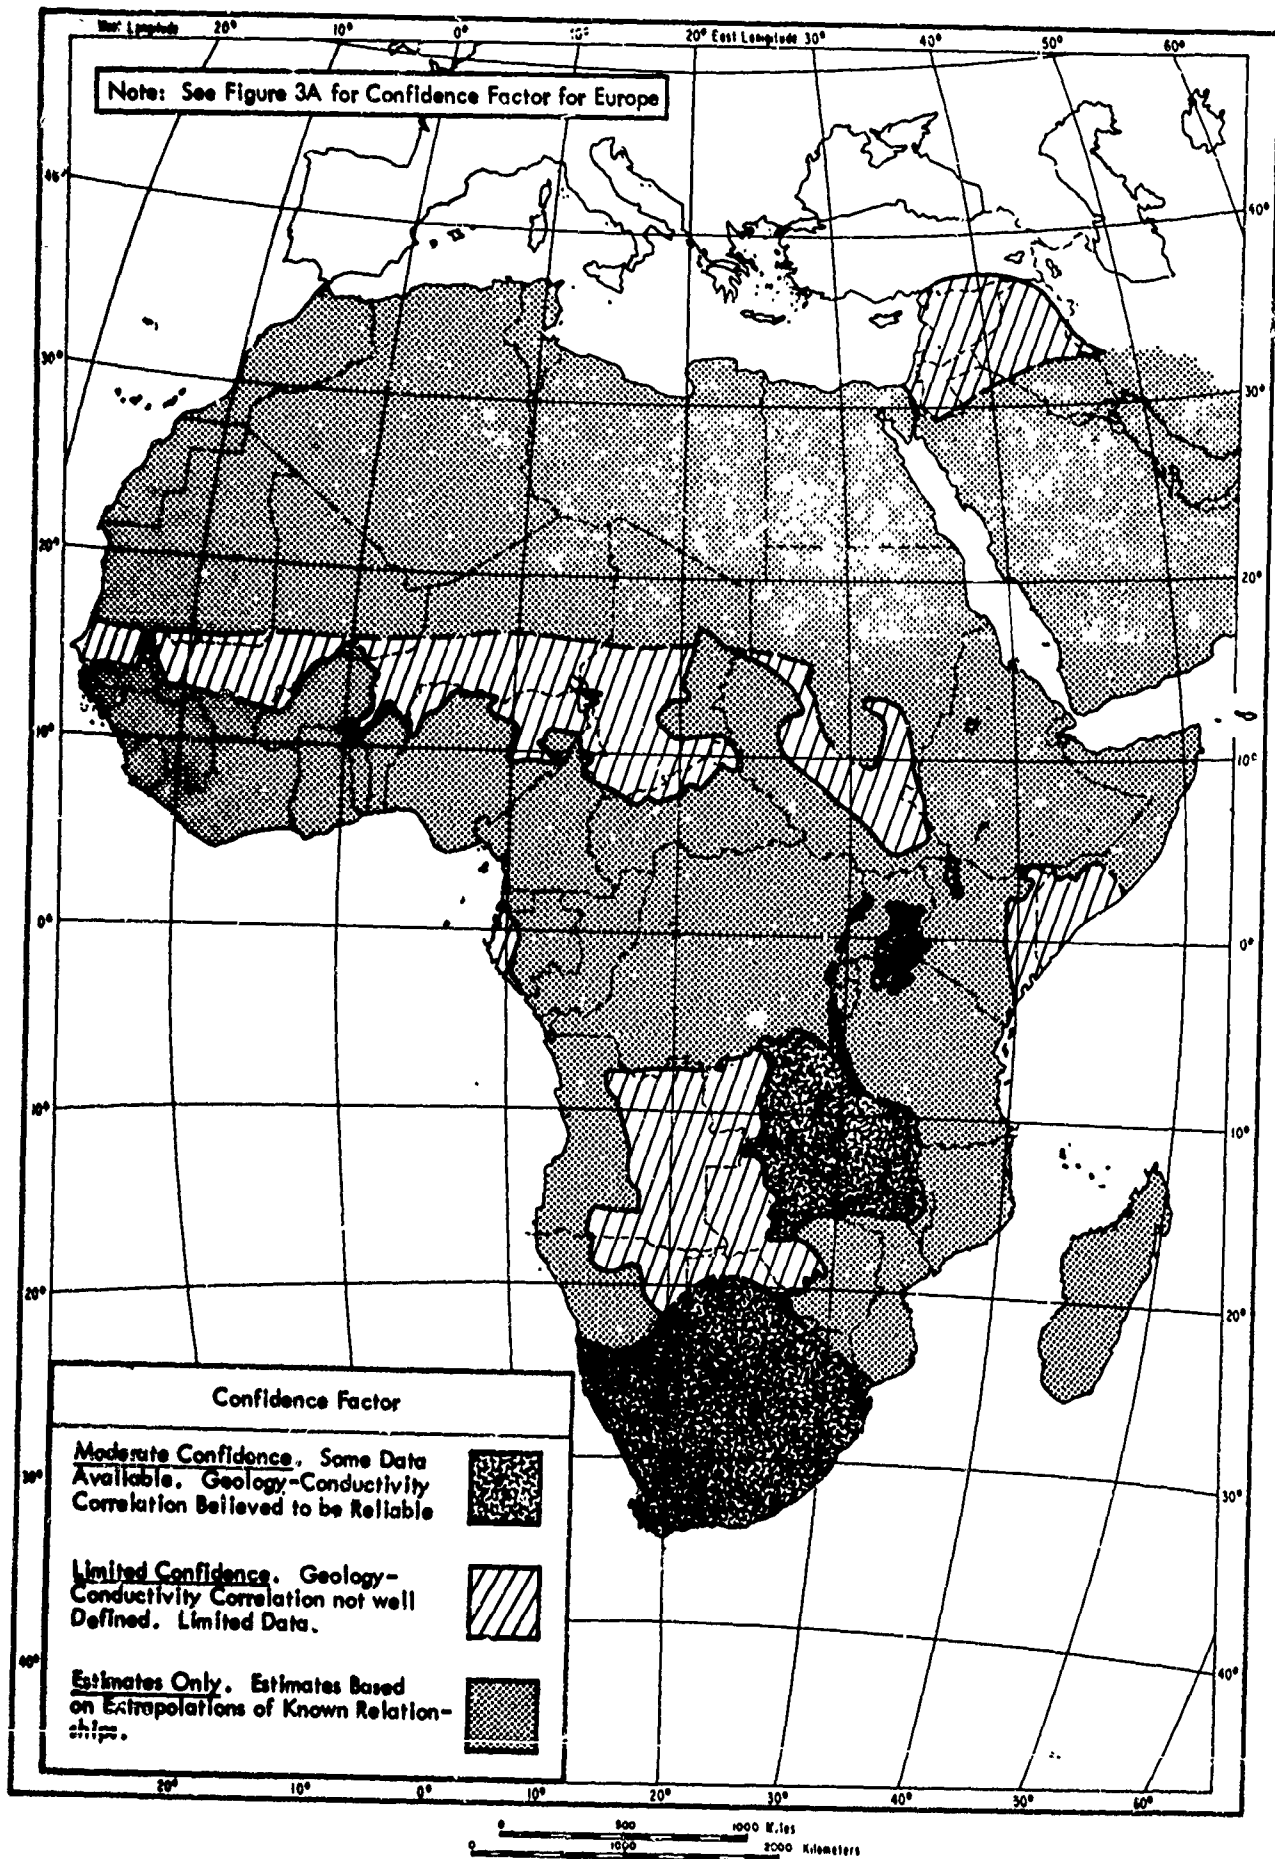 West Longitude 20° 10° 0° 10° 20° East Longitude 30° 40° 50° 60°
Note: See Figure 3A for Confidence Factor for Europe
40° 40°
30° 30°
20° 20°
10° 10°
0° 0°
10° 10°
20° 20°
30° 30°
40° 40°
Confidence Factor
Moderate Confidence. Some Data
Available. Geology-Conductivity
Correlation Believed to be Reliable
Limited Confidence. Geology-
Conductivity Correlation not well
Defined. Limited Data.
Estimates Only. Estimates Based
on Extrapolations of Known Relation-
ships.
20° 10° 0° 10° 20° 30° 40° 50° 60°
0 500 1000 Miles
0 1000 2000 Kilometers